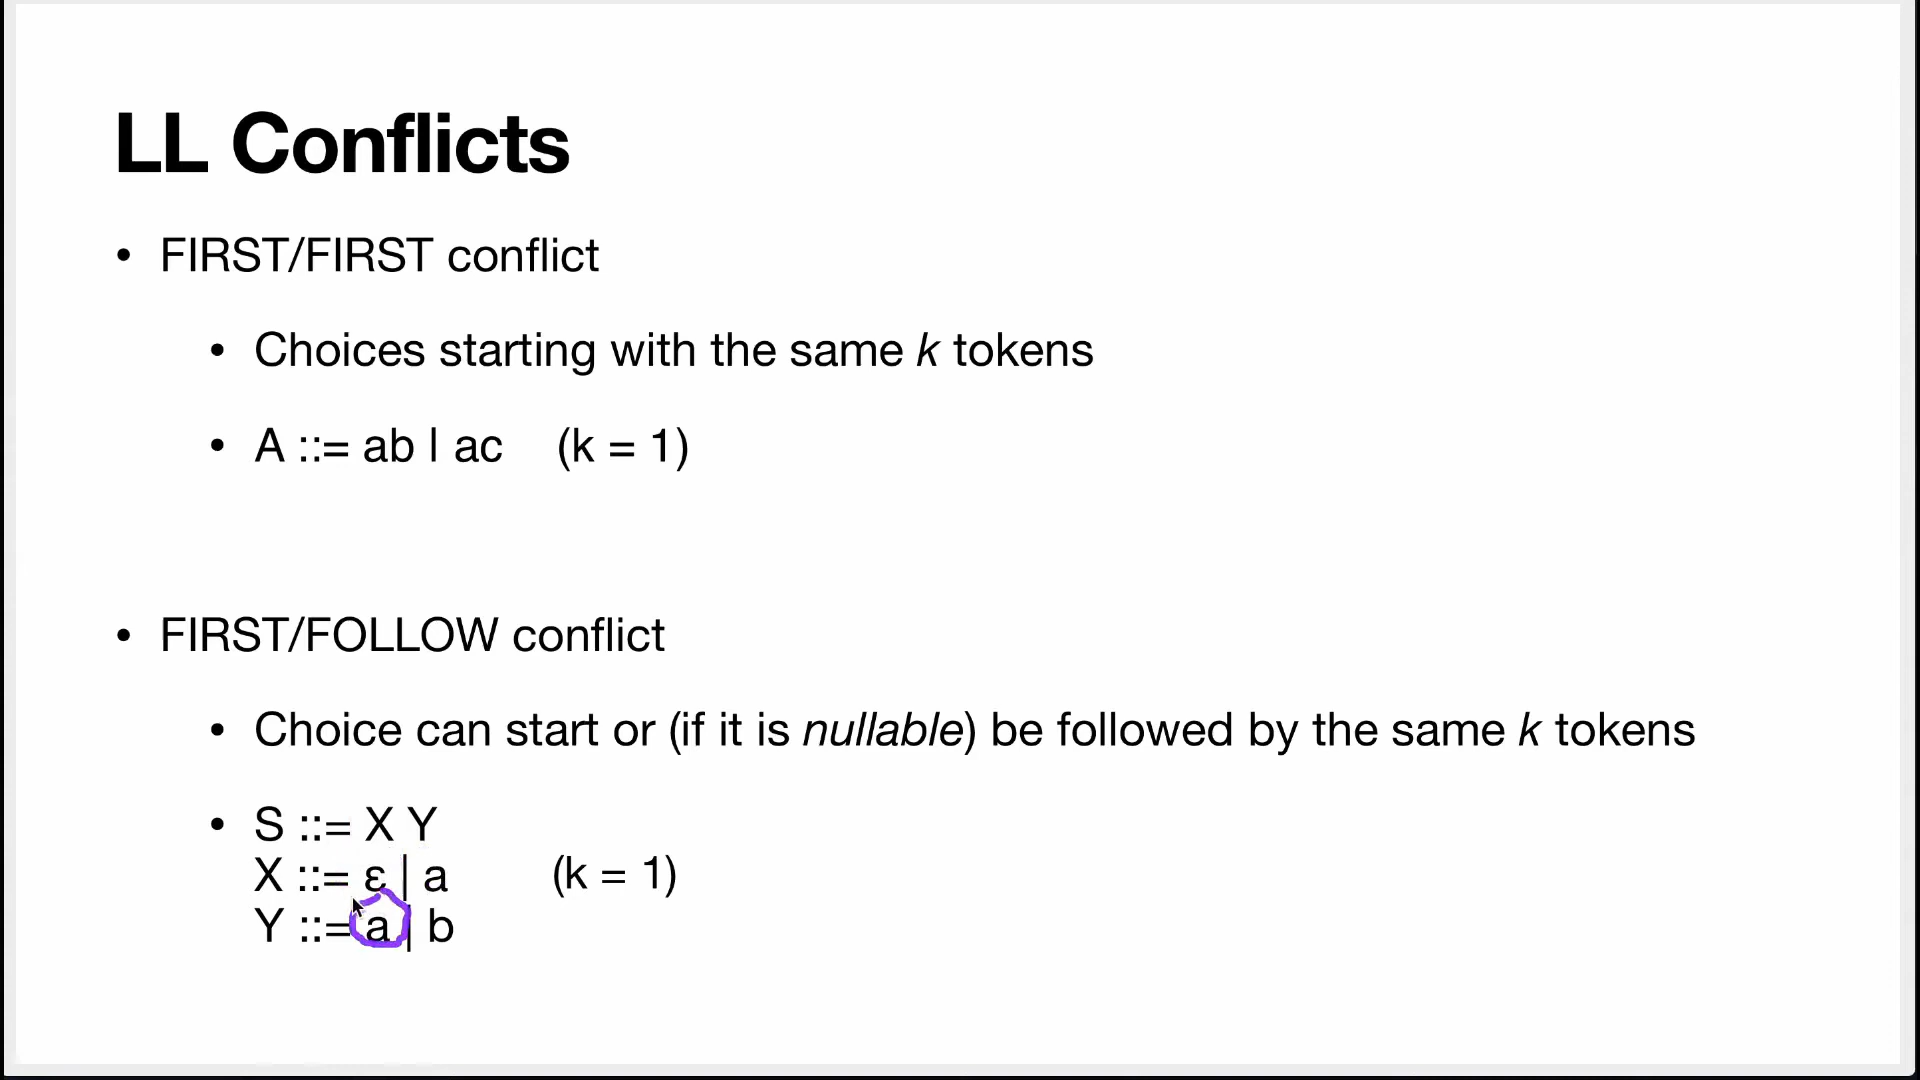 LL Conflicts
• FIRST/FIRST conflict
• Choices starting with the same k tokens
• A ::= ab | ac (k = 1)
• FIRST/FOLLOW conflict
• Choice can start or (if it is nullable) be followed by the same k tokens
• S ::= X Y
X ::= ε | a (k = 1)
Y ::= a | b